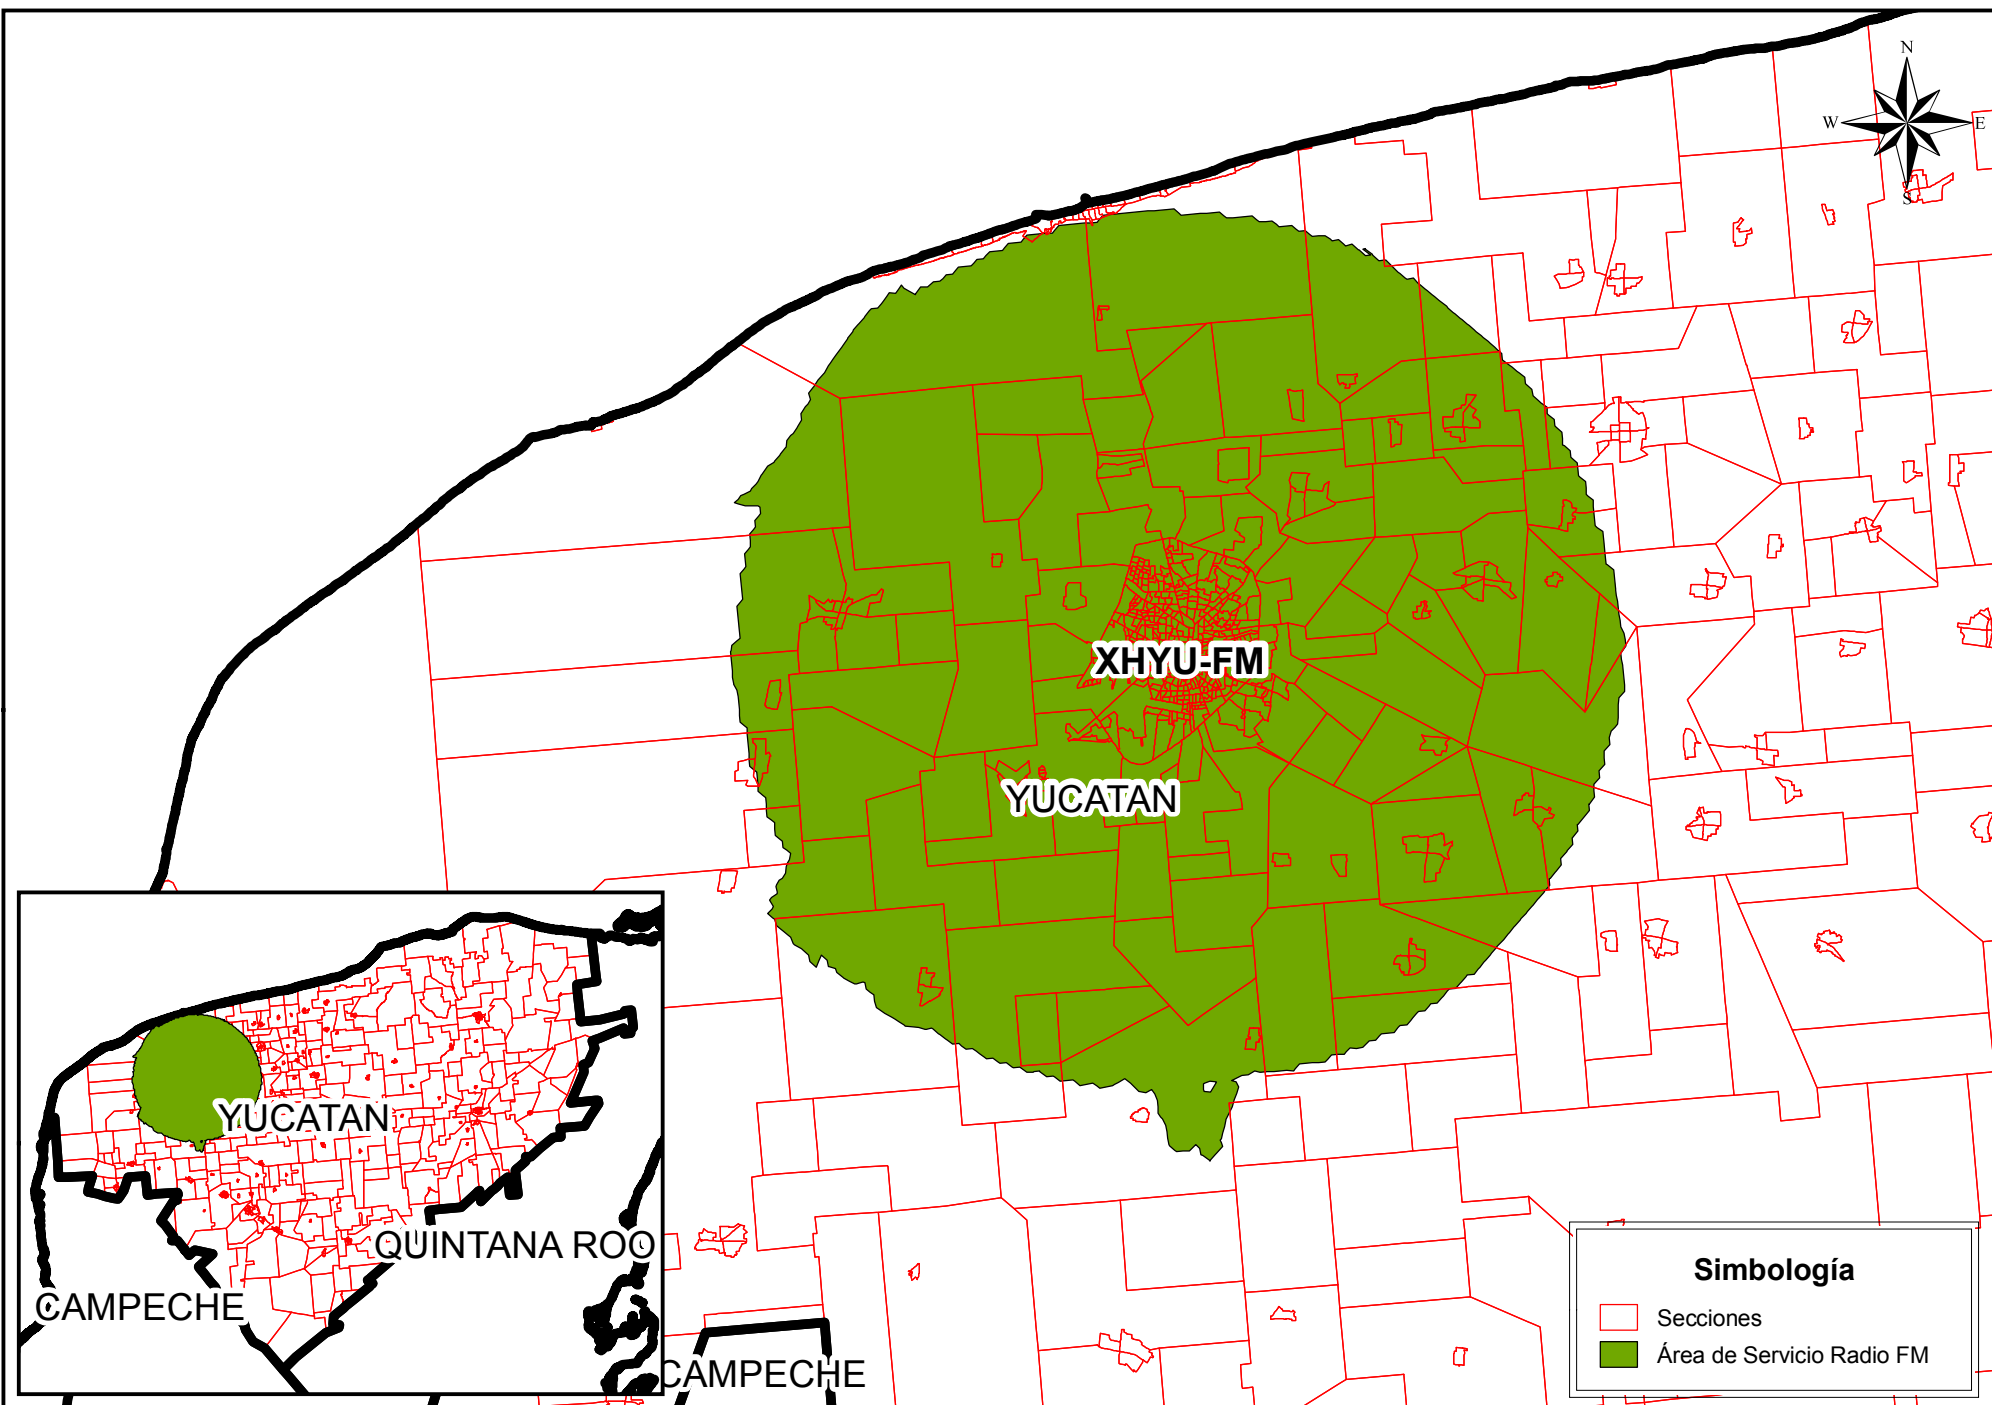 N
W
E
S
XHYU-FM
YUCATAN
YUCATAN
QUINTANA ROO
CAMPECHE
CAMPECHE
Simbología
Secciones
Área de Servicio Radio FM